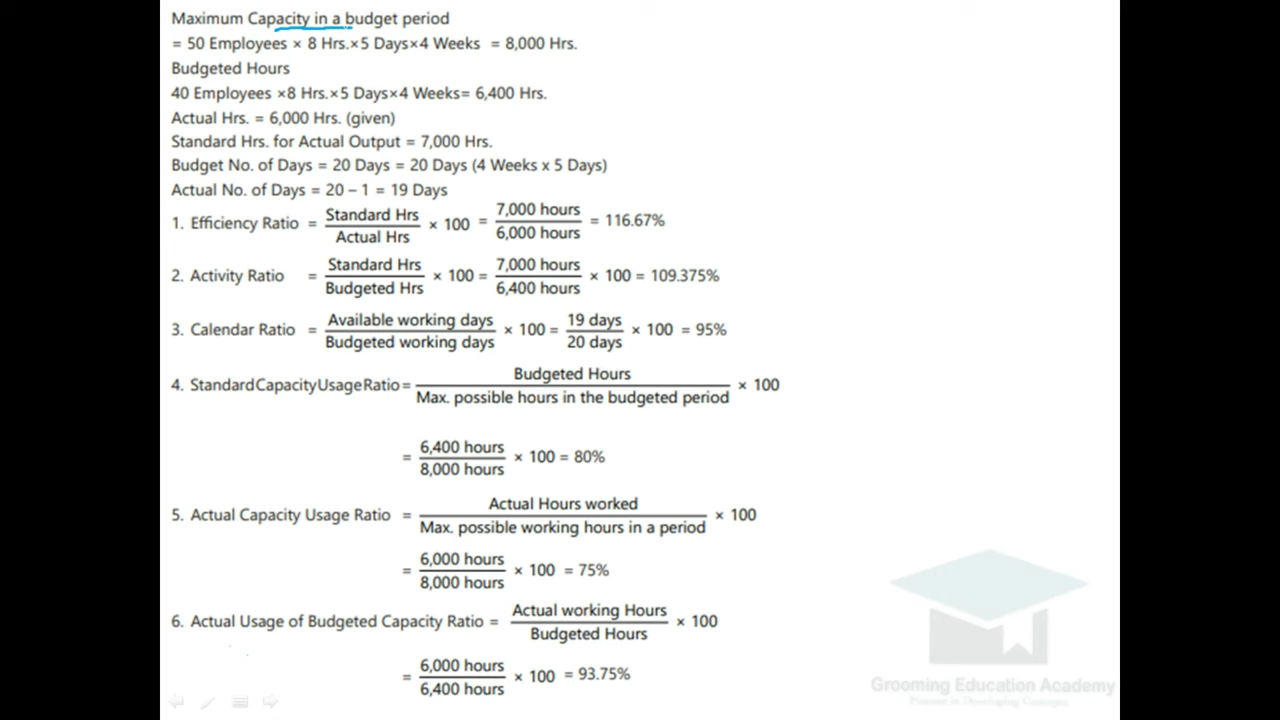 Maximum Capacity in a budget period
= 50 Employees × 8 Hrs.×5 Days×4 Weeks = 8,000 Hrs.
Budgeted Hours
40 Employees ×8 Hrs.×5 Days×4 Weeks= 6,400 Hrs.
Actual Hrs. = 6,000 Hrs. (given)
Standard Hrs. for Actual Output = 7,000 Hrs.
Budget No. of Days = 20 Days = 20 Days (4 Weeks x 5 Days)
Actual No. of Days = 20 – 1 = 19 Days
1. Efficiency Ratio = Standard Hrs / Actual Hrs × 100 = 7,000 hours / 6,000 hours = 116.67%
2. Activity Ratio = Standard Hrs / Budgeted Hrs × 100 = 7,000 hours / 6,400 hours × 100 = 109.375%
3. Calendar Ratio = Available working days / Budgeted working days × 100 = 19 days / 20 days × 100 = 95%
4. Standard Capacity Usage Ratio = Budgeted Hours / Max. possible hours in the budgeted period × 100
= 6,400 hours / 8,000 hours × 100 = 80%
5. Actual Capacity Usage Ratio = Actual Hours worked / Max. possible working hours in a period × 100
= 6,000 hours / 8,000 hours × 100 = 75%
6. Actual Usage of Budgeted Capacity Ratio = Actual working Hours / Budgeted Hours × 100
= 6,000 hours / 6,400 hours × 100 = 93.75%
Grooming Education Academy
Pioneer in Developing Concepts